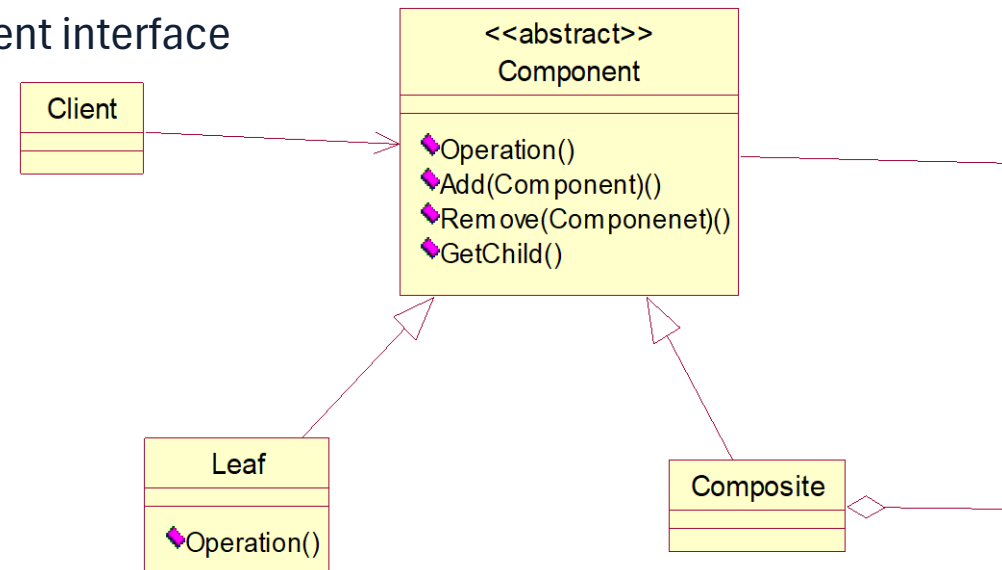 ent interface
<<abstract>>
Component
Client
Operation()
Add(Component)()
Remove(Componenet)()
GetChild()
Leaf
Operation()
Composite